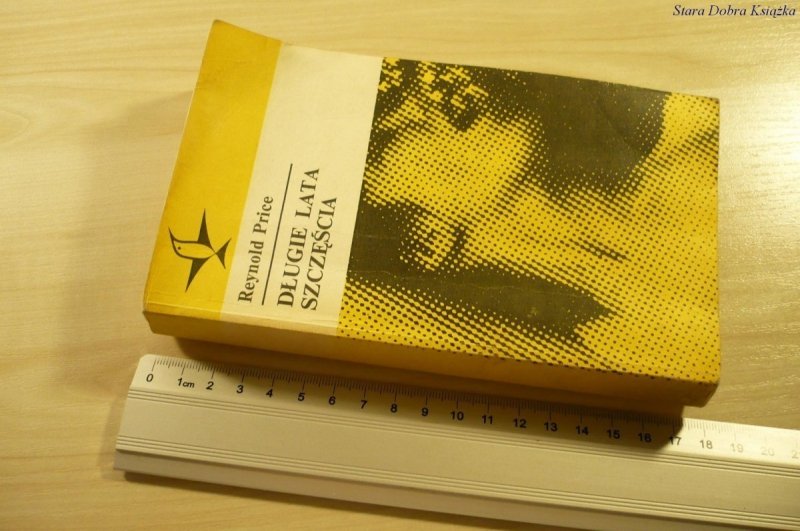 Stara Dobra Książka
Reynold Price
DŁUGIE LATA
SZCZĘŚCIA
0 1cm 2 3 4 5 6 7 8 9 10 11 12 13 14 15 16 17 18 19 20